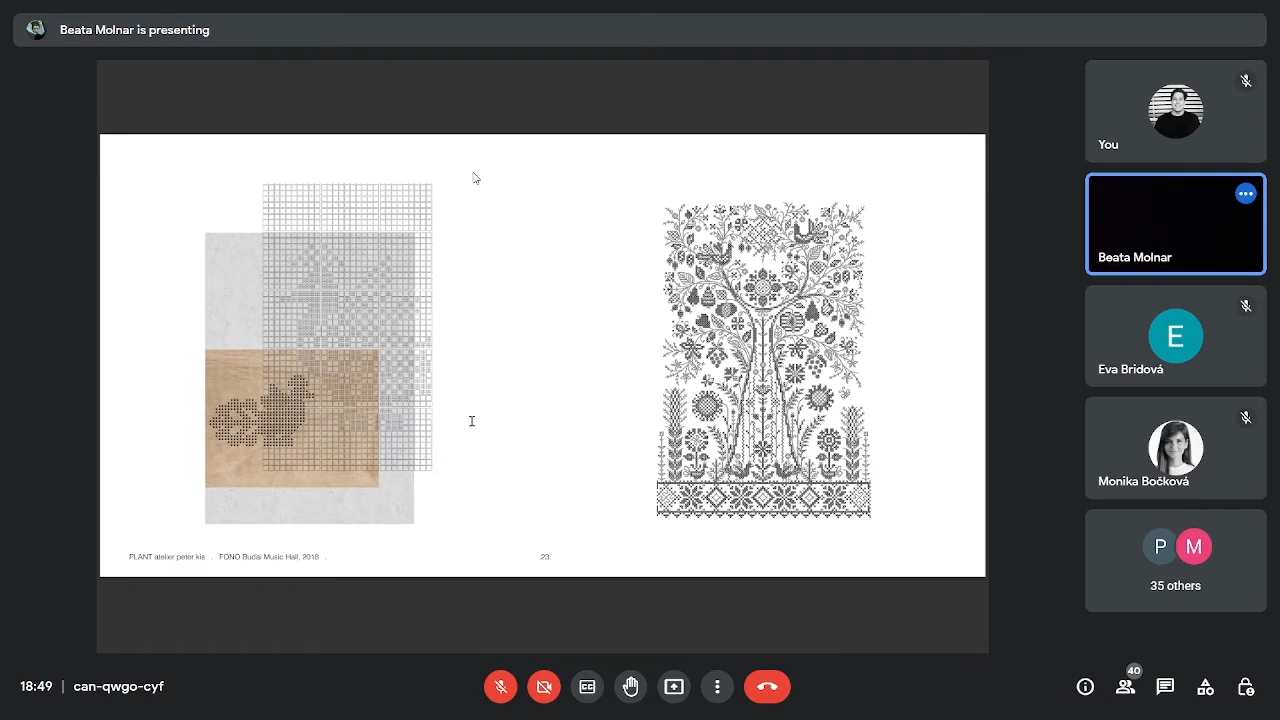 Beata Molnar is presenting
You
Beata Molnar
E
Eva Bridová
Monika Bočková
P M
35 others
PLANT atelier peter kis . FONO Budai Music Hall, 2018 .
.23.
18:49 | can-qwgo-cyf
40